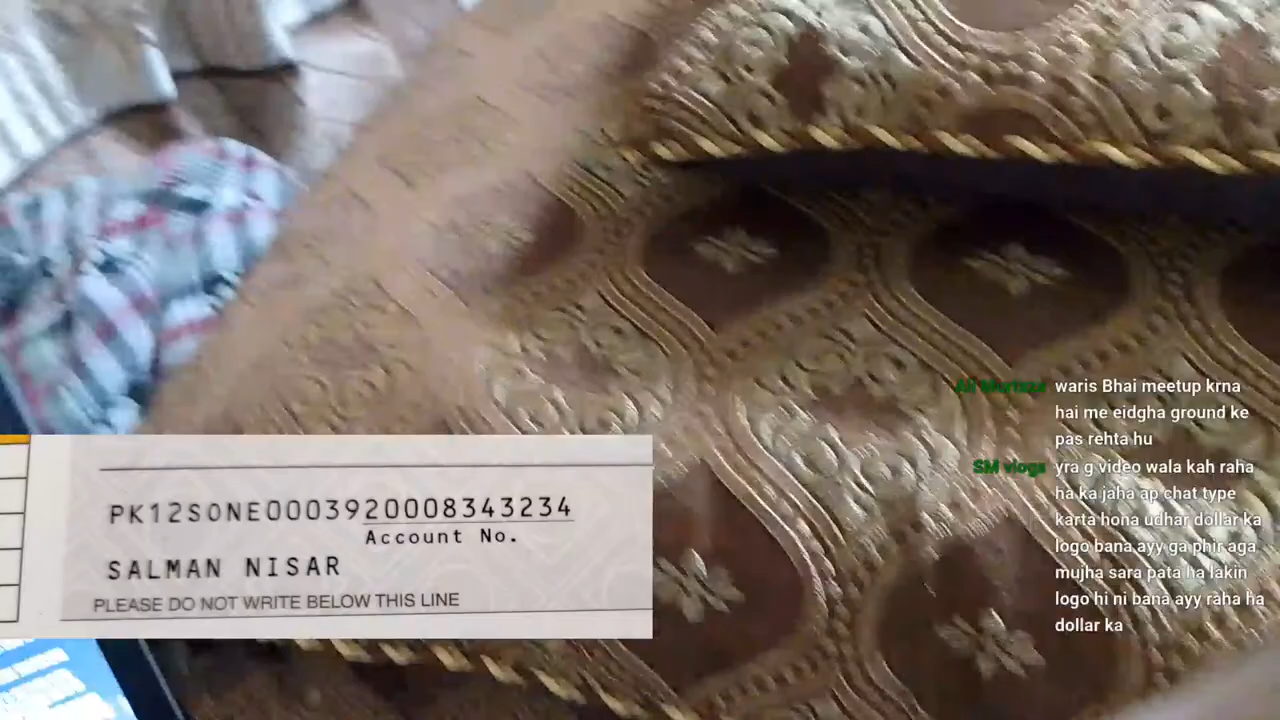 PK12SONE0003920008343234
Account No.
SALMAN NISAR
PLEASE DO NOT WRITE BELOW THIS LINE
Ali Murtaza waris Bhai meetup krna
hai me eidgha ground ke
pas rehta hu
SM vlogs yra g video wala kah raha
ha ka jaha ap chat type
karta hona udhar dollar ka
logo bana ayy ga phir aga
mujha sara pata ha lakin
logo hi ni bana ayy raha ha
dollar ka